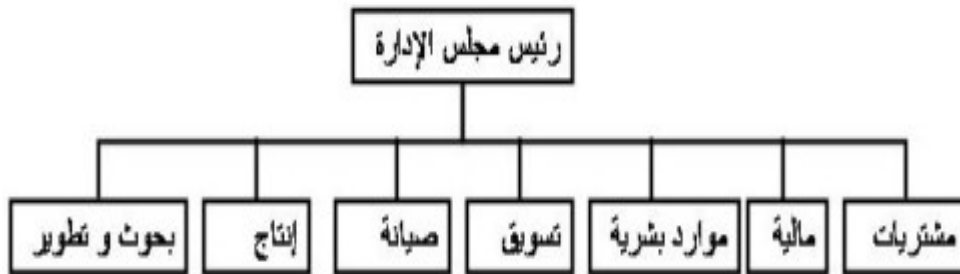 رئيس مجلس الإدارة
مشتريات
مالية
موارد بشرية
تسويق
صيانة
إنتاج
بحوث و تطوير